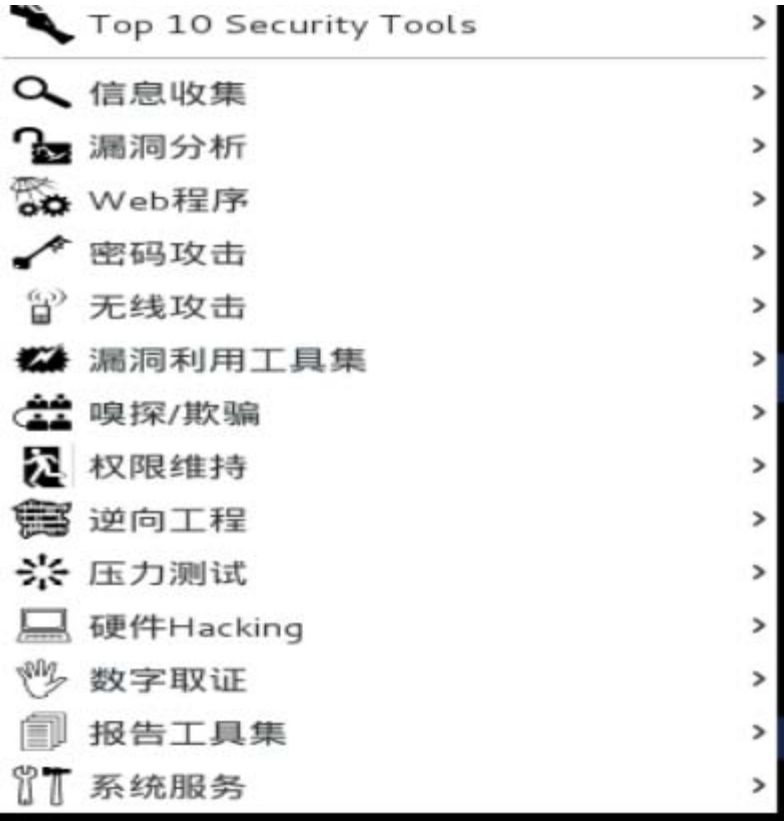 Top 10 Security Tools
信息收集
漏洞分析
Web程序
密码攻击
无线攻击
漏洞利用工具集
嗅探/欺骗
权限维持
逆向工程
压力测试
硬件Hacking
数字取证
报告工具集
系统服务